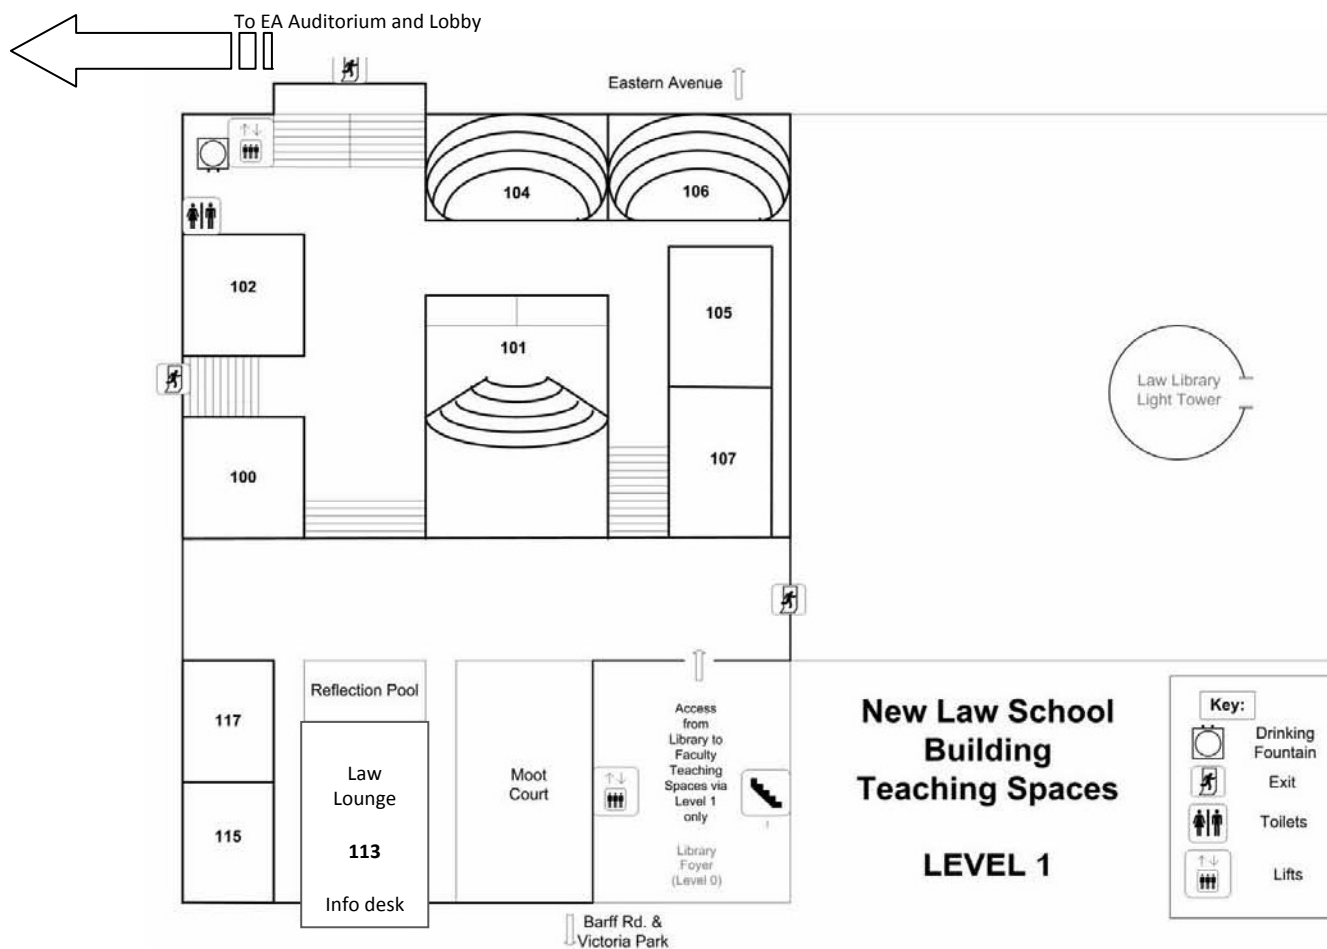 To EA Auditorium and Lobby
Eastern Avenue
104
106
102
105
101
Law Library
Light Tower
100
107
Reflection Pool
117
Law
Lounge
113
Info desk
115
Moot
Court
Access
from
Library to
Faculty
Teaching
Spaces via
Level 1
only
Library
Foyer
(Level 0)
Barff Rd. &
Victoria Park
New Law School
Building
Teaching Spaces
LEVEL 1
Key:
Drinking
Fountain
Exit
Toilets
Lifts